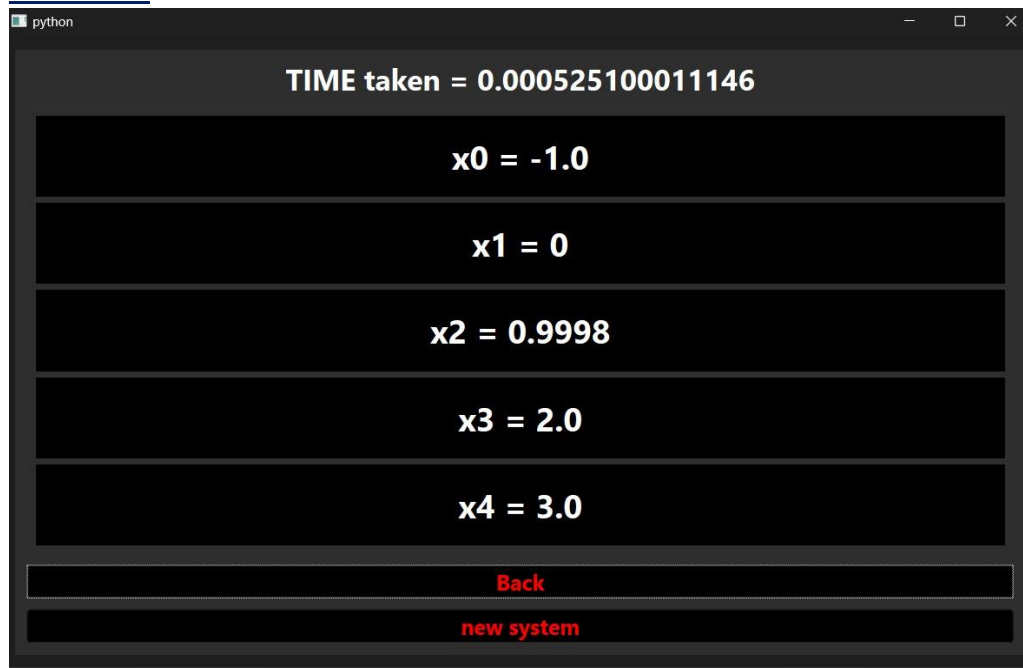 python
TIME taken = 0.000525100011146
x0 = -1.0
x1 = 0
x2 = 0.9998
x3 = 2.0
x4 = 3.0
Back
new system